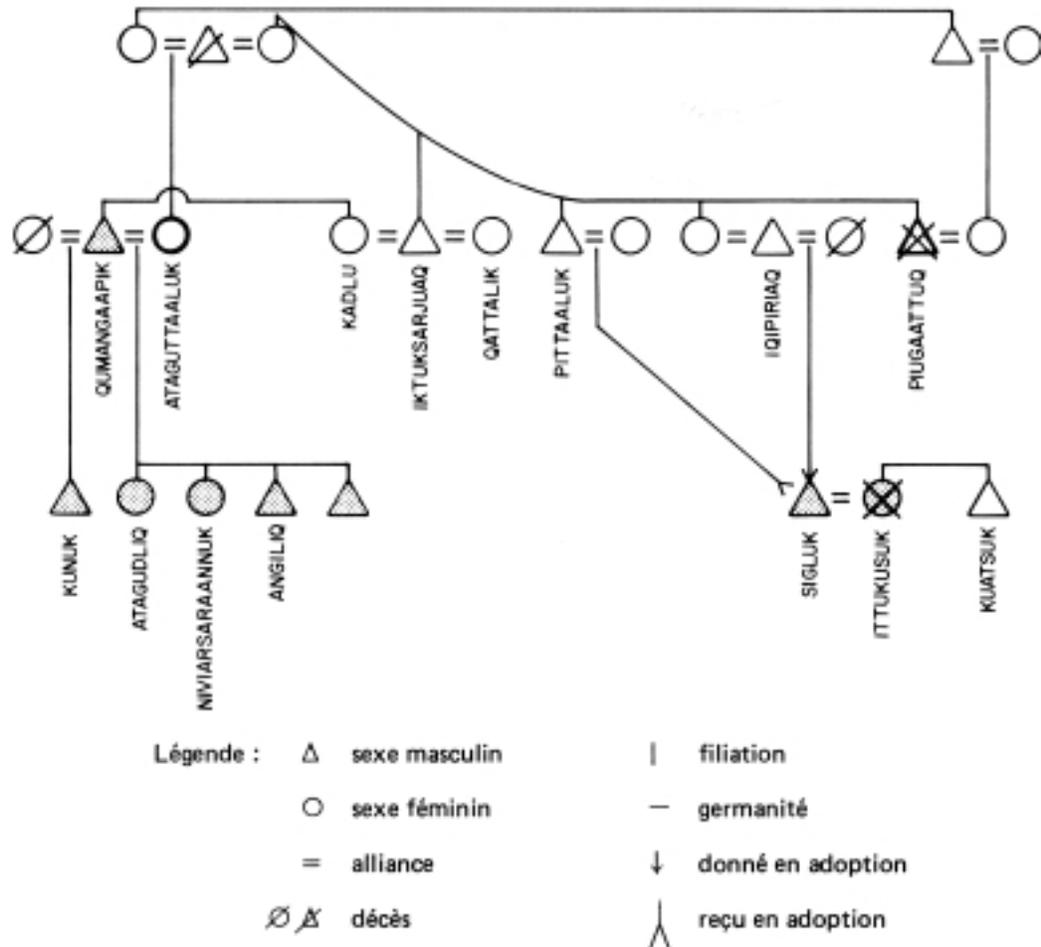 QUMANGAAPIK
ATAGUTTAALUK
KADLU
IKTUKSARJUAQ
QATTALIK
PITTAALUK
IQIPIRIAQ
PIUGAATTUQ
KUNUK
ATAGUDLIQ
NIVIARSARAANNUK
ANGILIQ
SIGLUK
ITTUKUSUK
KUATSUK
Légende :
sexe masculin
filiation
sexe féminin
germanité
alliance
donné en adoption
décès
reçu en adoption